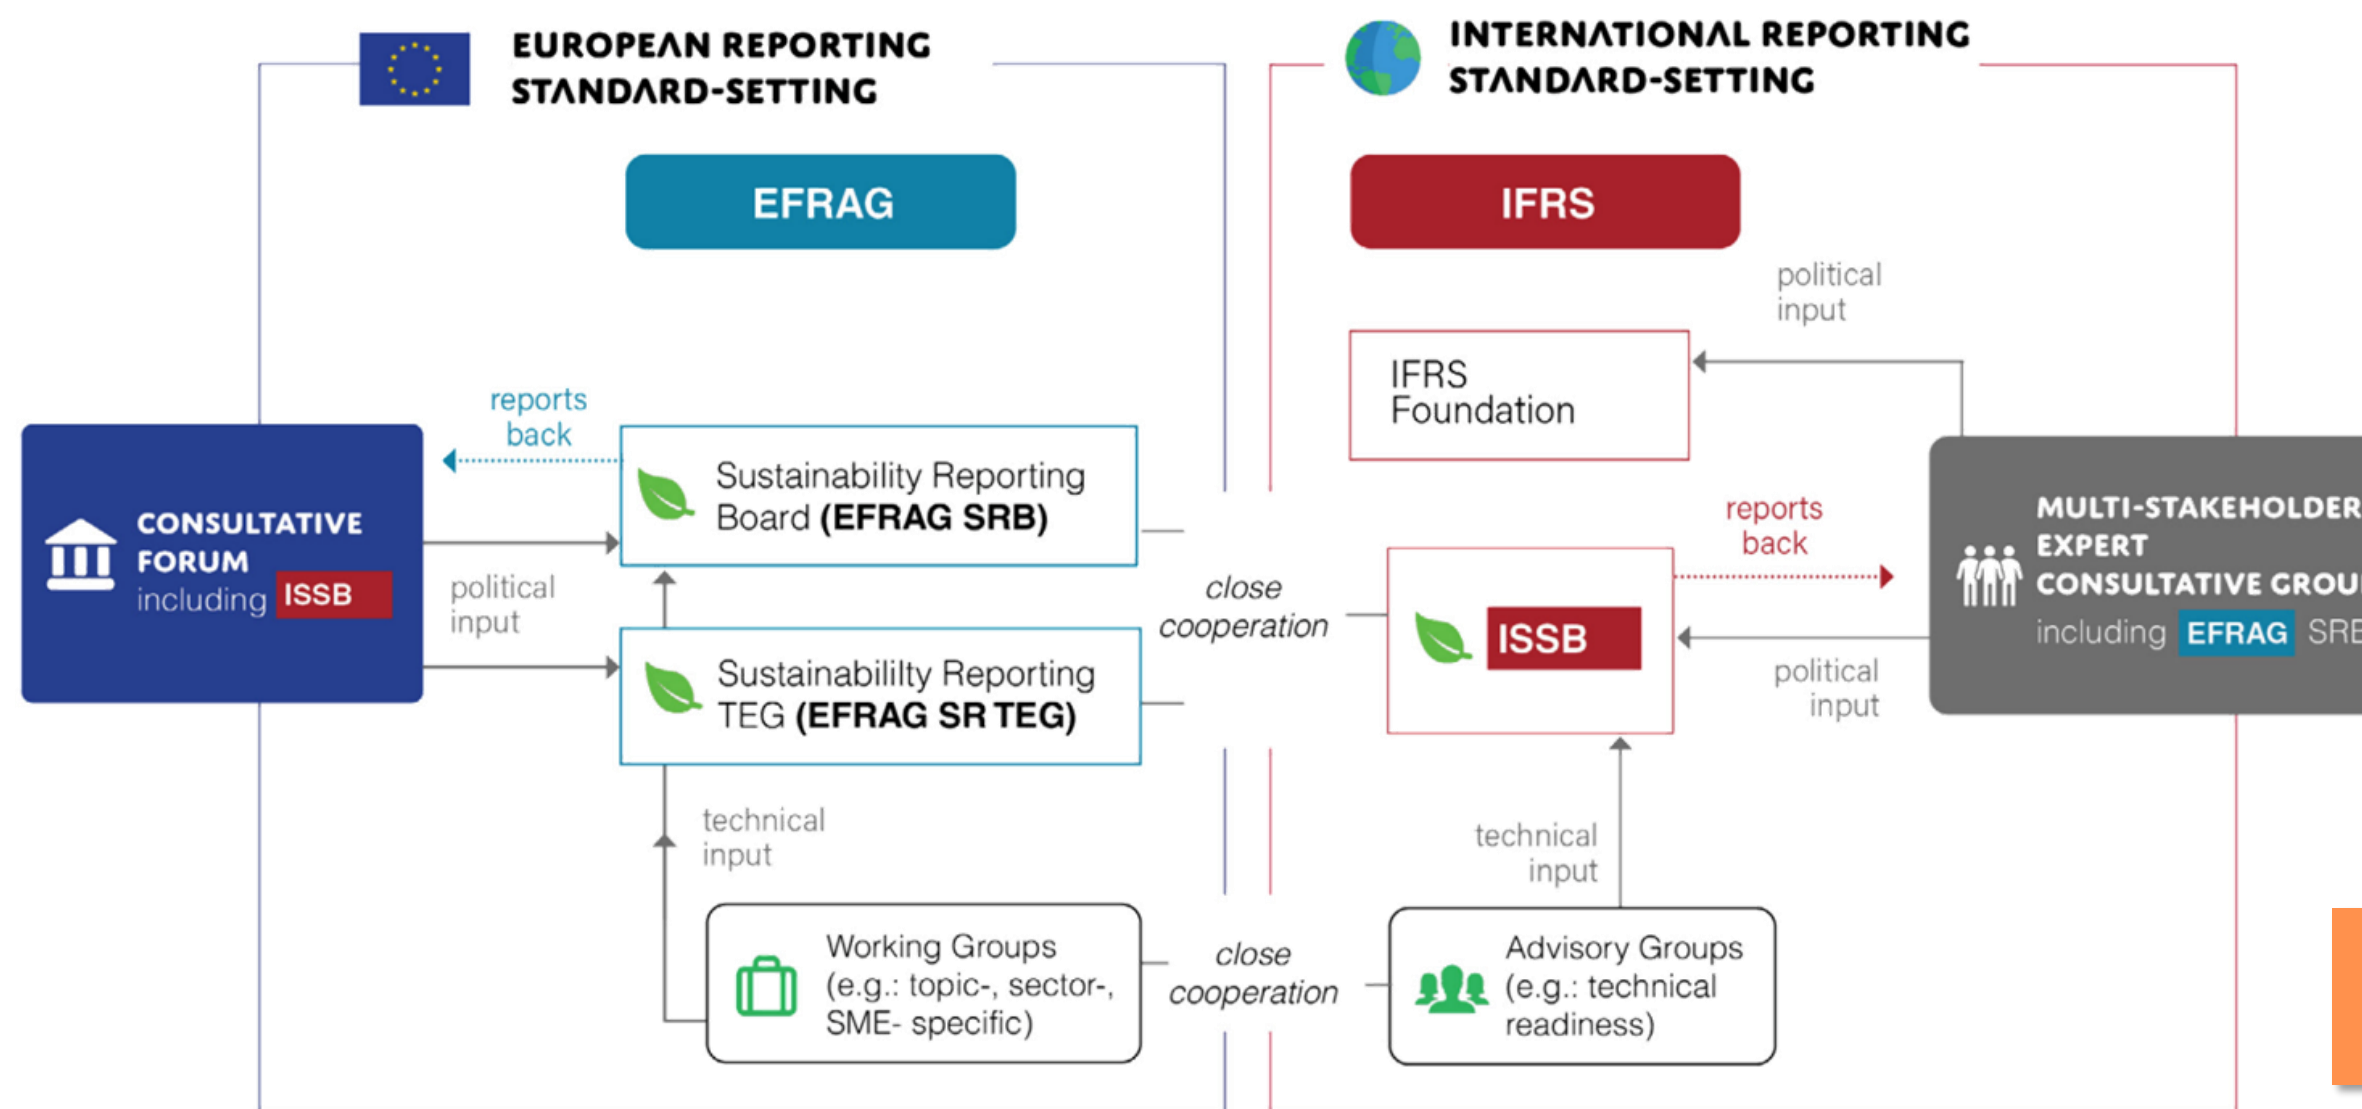 EUROPEAN REPORTING
STANDARD-SETTING
EFRAG
reports
back
CONSULTATIVE
FORUM
including ISSB
political
input
Sustainability Reporting
Board (EFRAG SRB)
Sustainabililty Reporting
TEG (EFRAG SR TEG)
technical
input
Working Groups
(e.g.: topic-, sector-,
SME- specific)
close
cooperation
close
cooperation
INTERNATIONAL REPORTING
STANDARD-SETTING
IFRS
political
input
IFRS
Foundation
reports
back
ISSB
political
input
technical
input
Advisory Groups
(e.g.: technical
readiness)
MULTI-STAKEHOLDER
EXPERT
CONSULTATIVE
including EFRAG